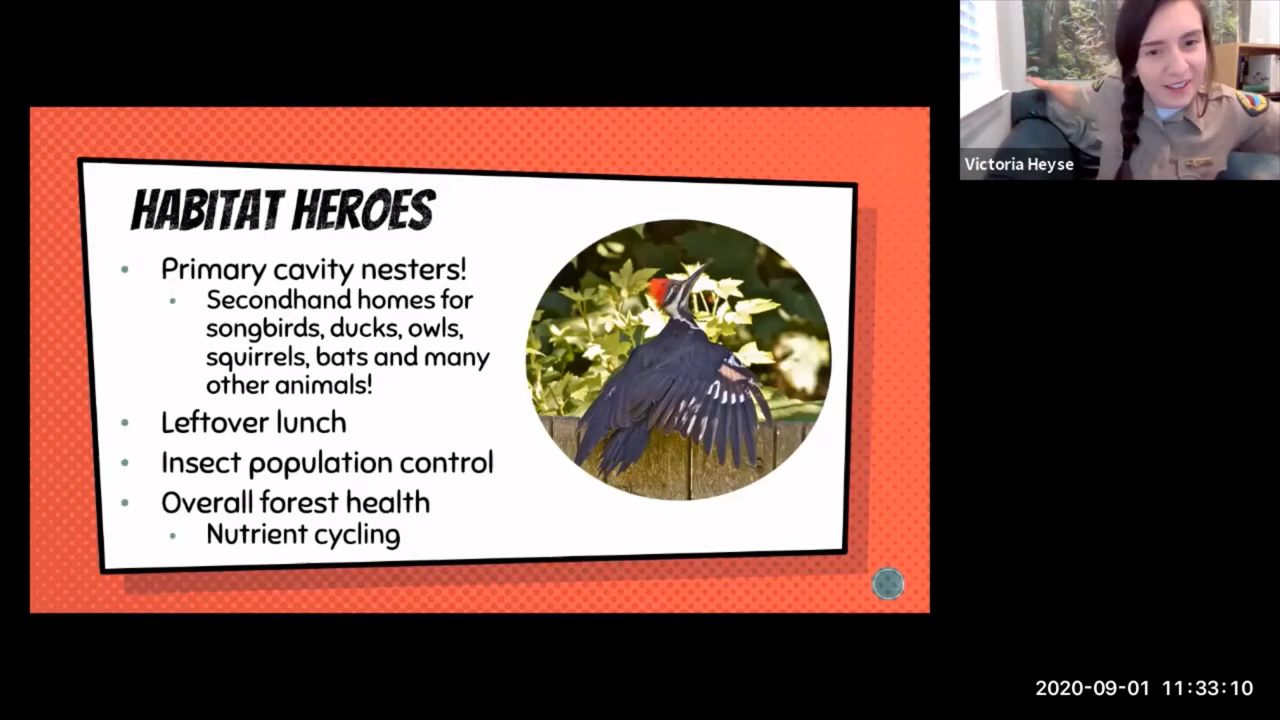 Victoria Heyse
HABITAT HEROES
• Primary cavity nesters!
• Secondhand homes for
songbirds, ducks, owls,
squirrels, bats and many
other animals!
• Leftover lunch
• Insect population control
• Overall forest health
• Nutrient cycling
2020-09-01 11:33:10